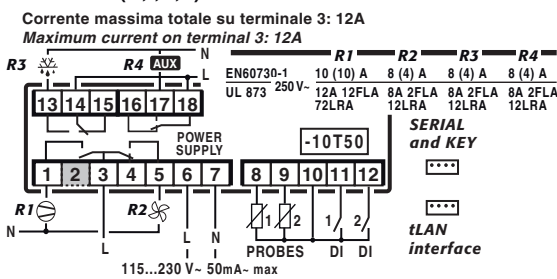 Corrente massima totale su terminale 3: 12A
Maximum current on terminal 3: 12A
R3 R4 AUX N L
13 14 15 16 17 18
R1 R2 R3 R4
EN60730-1 250 V~ 10 (10) A 8 (4) A 8 (4) A 8 (4) A
UL 873 12A 12FLA 8A 2FLA 8A 2FLA 8A 2FLA
72LRA 12LRA 12LRA 12LRA
POWER
SUPPLY
-10T50
SERIAL
and KEY
1 2 3 4 5 6 7 8 9 10 11 12
R1 R2 1 2 1 2
N L L N PROBES DI DI
tLAN
interface
115...230 V~ 50mA~ max